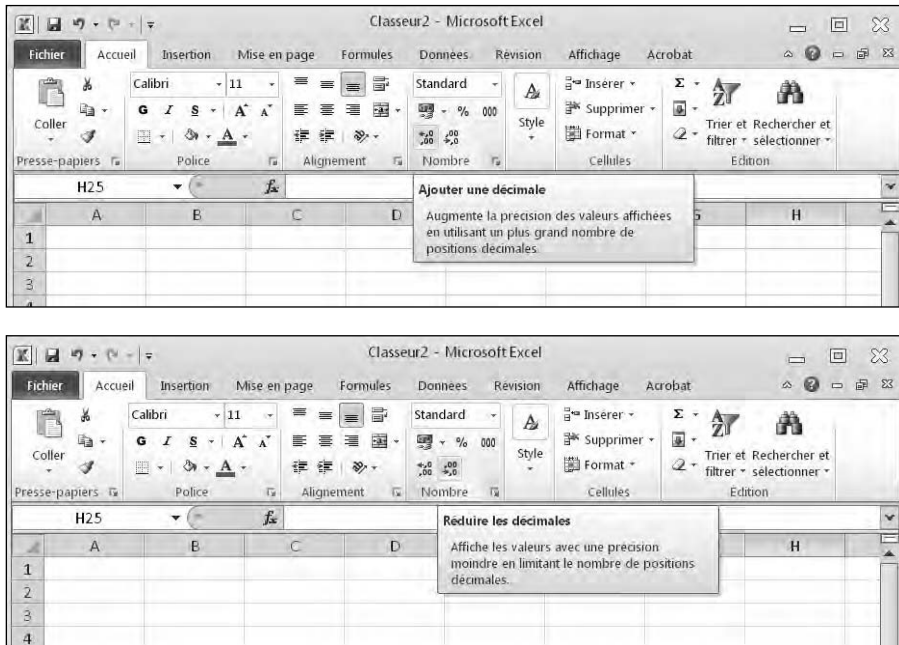 Classeur2 - Microsoft Excel
Fichier Accueil Insertion Mise en page Formules Données Révision Affichage Acrobat
Calibri 11 Standard Insérer
G I S A A A % 000 Supprimer
Coller Style Format Trier et filtrer Rechercher et sélectionner
Presse-papiers Police Alignement Nombre Cellules Edition
H25 fx
Ajouter une décimale
Augmente la précision des valeurs affichées
en utilisant un plus grand nombre de
positions décimales.
A B C D G H
1
2
3
4
Classeur2 - Microsoft Excel
Fichier Accueil Insertion Mise en page Formules Données Révision Affichage Acrobat
Calibri 11 Standard Insérer
G I S A A A % 000 Supprimer
Coller Style Format Trier et filtrer Rechercher et sélectionner
Presse-papiers Police Alignement Nombre Cellules Edition
H25 fx
Réduire les décimales
Affiche les valeurs avec une précision
moindre en limitant le nombre de positions
décimales.
A B C D H
1
2
3
4